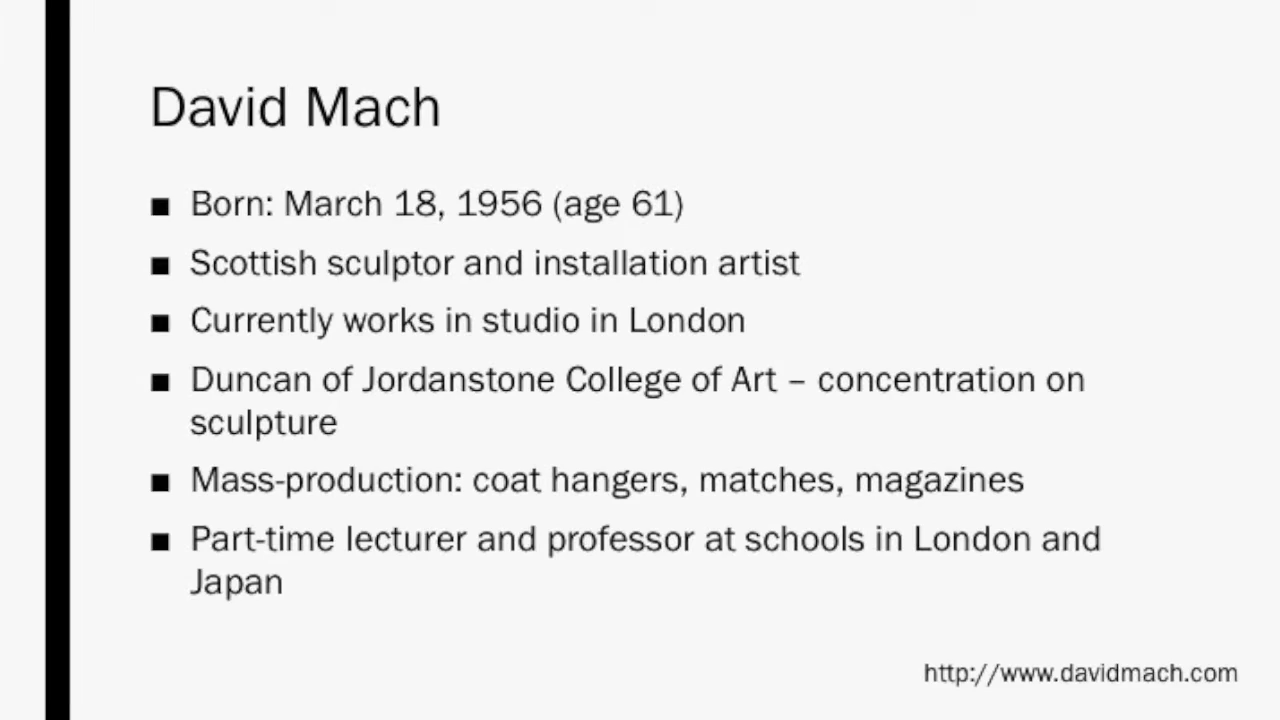 David Mach
■ Born: March 18, 1956 (age 61)
■ Scottish sculptor and installation artist
■ Currently works in studio in London
■ Duncan of Jordanstone College of Art – concentration on
sculpture
■ Mass-production: coat hangers, matches, magazines
■ Part-time lecturer and professor at schools in London and
Japan
http://www.davidmach.com